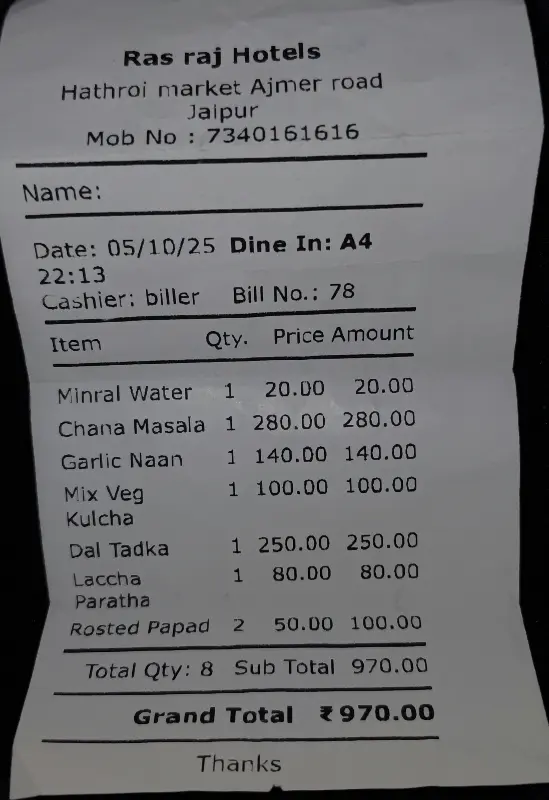 Ras raj Hotels
Hathroi market Ajmer road
Jaipur
Mob No : 7340161616
Name:
Date: 05/10/25 Dine In: A4
22:13
Cashier: biller Bill No.: 78
Item Qty. Price Amount
Minral Water 1 20.00 20.00
Chana Masala 1 280.00 280.00
Garlic Naan 1 140.00 140.00
Mix Veg 1 100.00 100.00
Kulcha
Dal Tadka 1 250.00 250.00
Laccha 1 80.00 80.00
Paratha
Rosted Papad 2 50.00 100.00
Total Qty: 8 Sub Total 970.00
Grand Total ₹970.00
Thanks